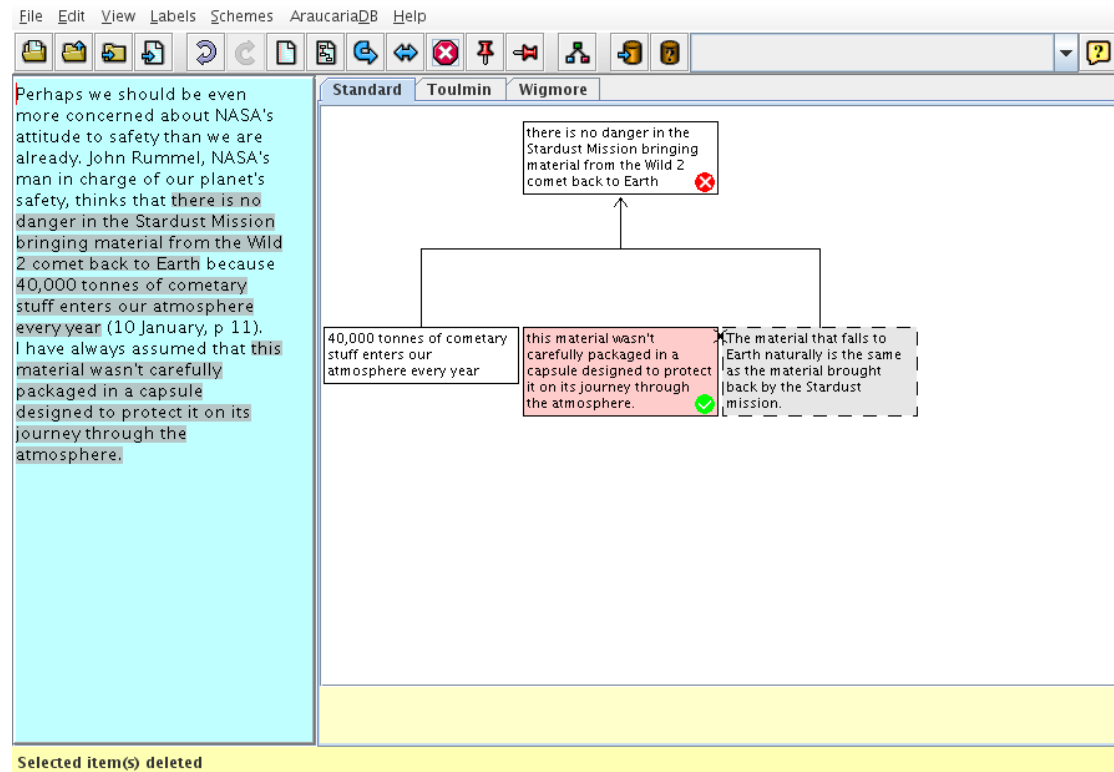 File Edit View Labels Schemes AraucariaDB Help
Perhaps we should be even
more concerned about NASA's
attitude to safety than we are
already. John Rummel, NASA's
man in charge of our planet's
safety, thinks that there is no
danger in the Stardust Mission
bringing material from the Wild
2 comet back to Earth because
40,000 tonnes of cometary
stuff enters our atmosphere
every year (10 January, p 11).
I have always assumed that this
material wasn't carefully
packaged in a capsule
designed to protect it on its
journey through the
atmosphere.
Standard Toulmin Wigmore
there is no danger in the
Stardust Mission bringing
material from the Wild 2
comet back to Earth
40,000 tonnes of cometary
stuff enters our
atmosphere every year
this material wasn't
carefully packaged in a
capsule designed to protect
it on its journey through
the atmosphere.
The material that falls to
Earth naturally is the same
as the material brought
back by the Stardust
mission.
Selected item(s) deleted